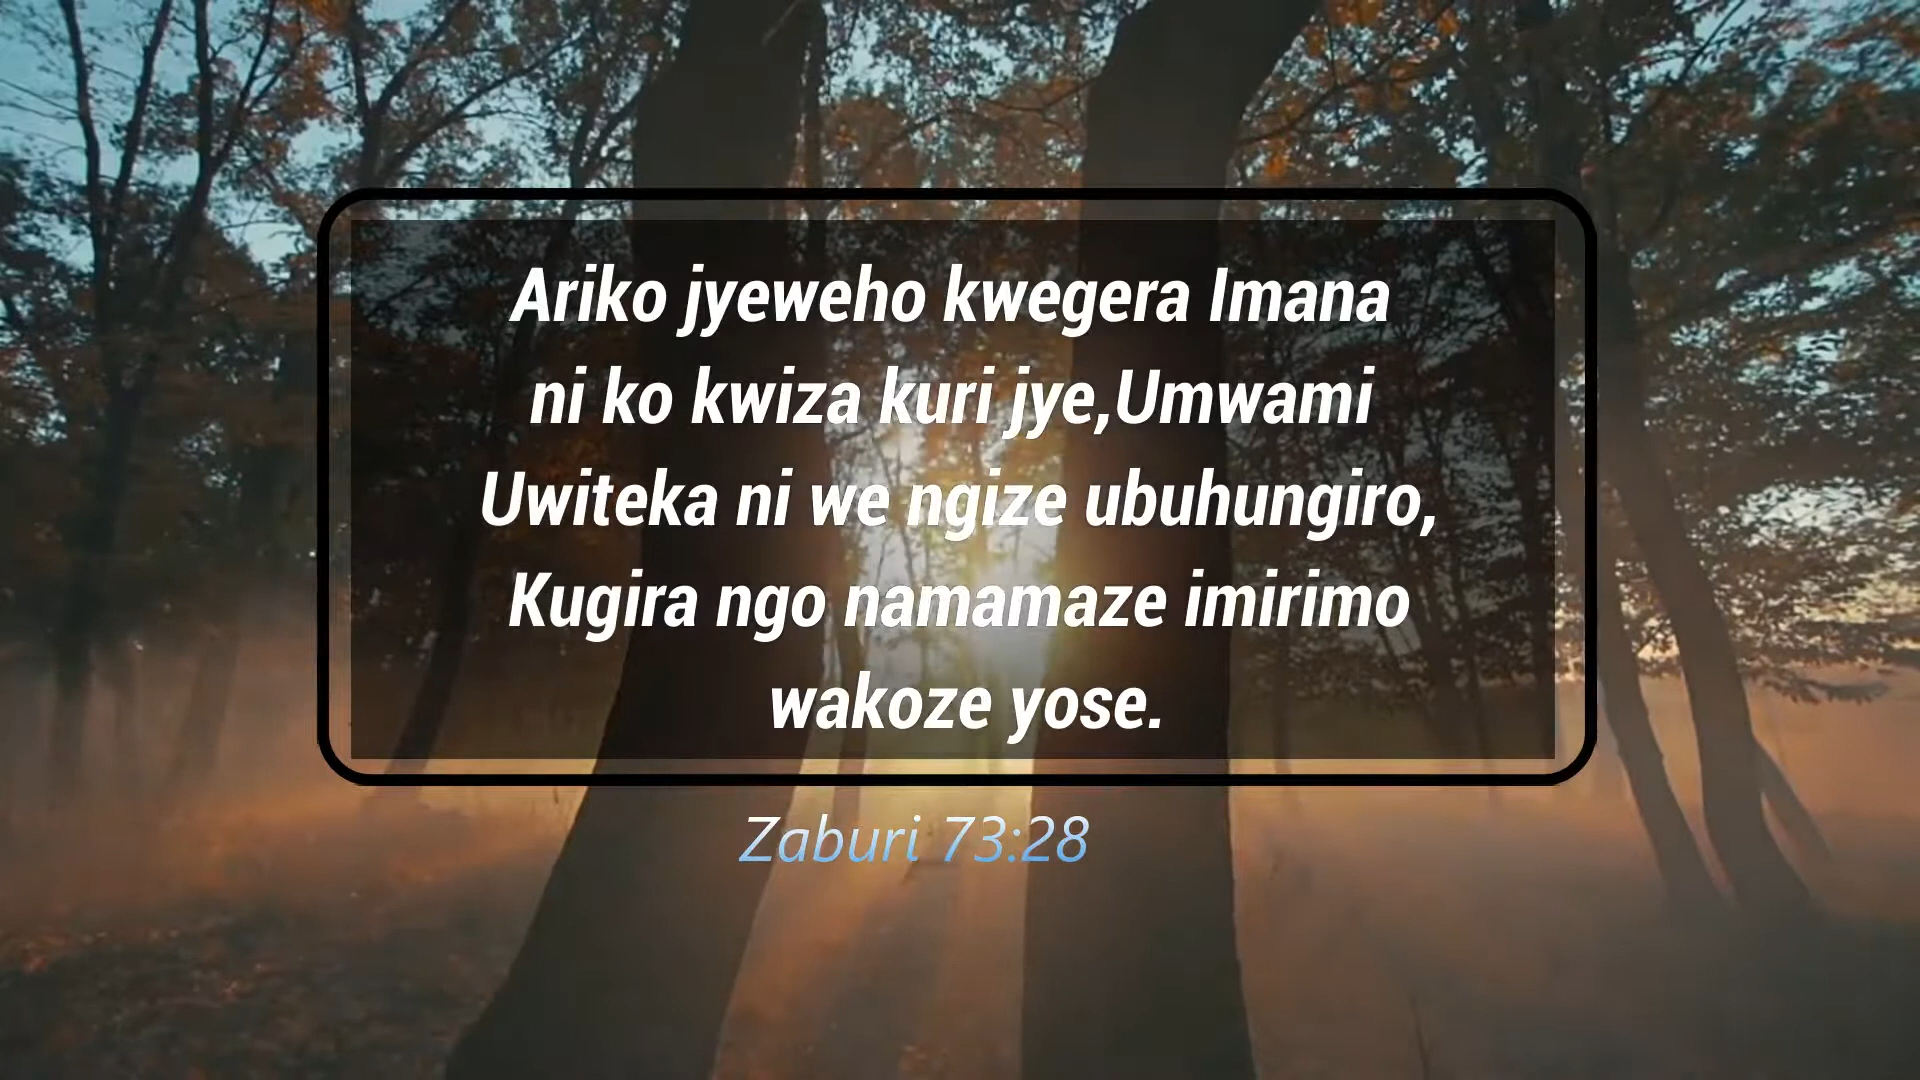 Ariko jyeweho kwegera Imana
ni ko kwiza kuri jye,Umwami
Uwiteka ni we ngize ubuhungiro,
Kugira ngo namamaze imirimo
wakoze yose.
Zaburi 73:28